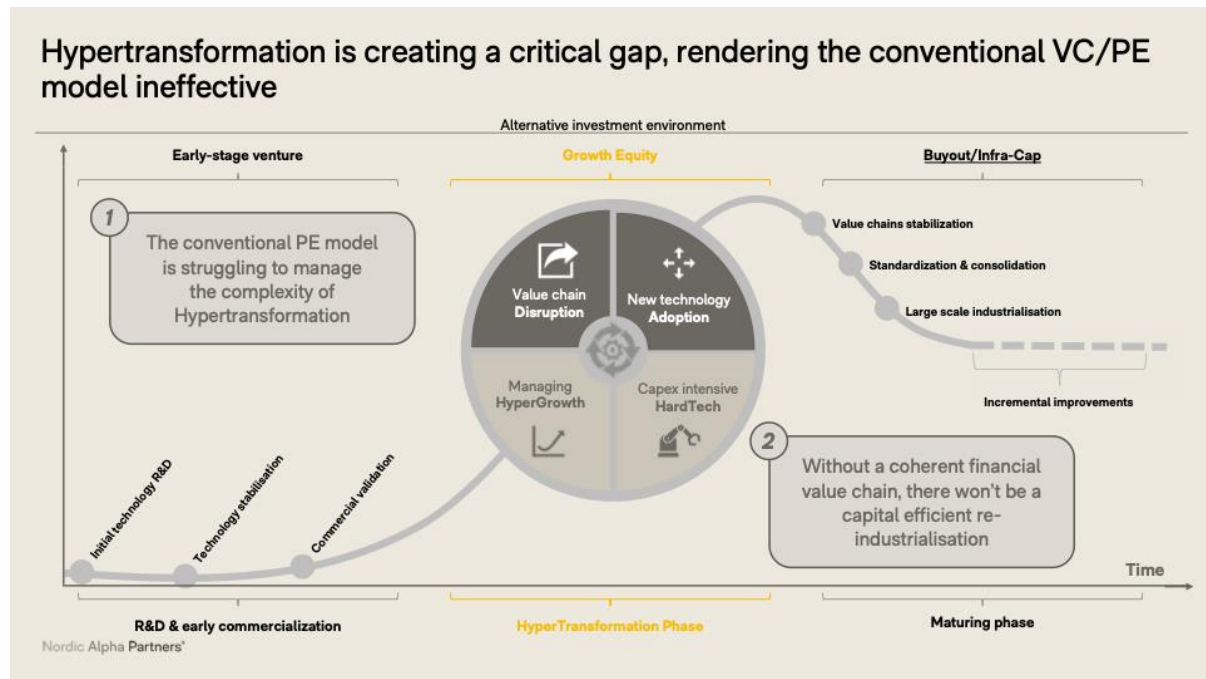 Hypertransformation is creating a critical gap, rendering the conventional VC/PE
model ineffective
Alternative investment environment
Early-stage venture
Growth Equity
Buyout/Infra-Cap
1
The conventional PE model
is struggling to manage
the complexity of
Hypertransformation
Value chain
Disruption
New technology
Adoption
Managing
HyperGrowth
Capex intensive
HardTech
Value chains stabilization
Standardization & consolidation
Large scale industrialisation
Incremental improvements
Initial technology R&D
Technology stabilisation
Commercial validation
2
Without a coherent financial
value chain, there won't be a
capital efficient re-
industrialisation
Time
R&D & early commercialization
HyperTransformation Phase
Maturing phase
Nordic Alpha Partners®